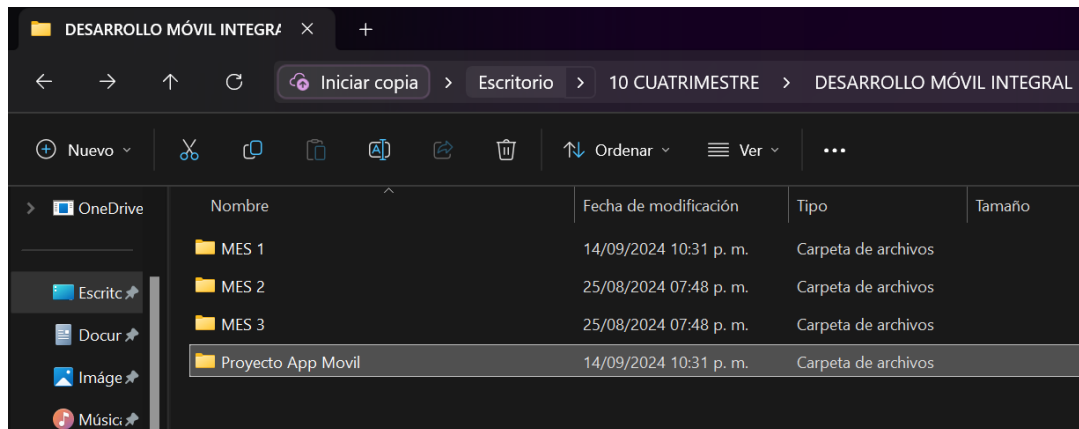 DESARROLLO MÓVIL INTEGRA
Iniciar copia > Escritorio > 10 CUATRIMESTRE > DESARROLLO MÓVIL INTEGRAL
Nuevo Ordenar Ver
OneDrive Nombre Fecha de modificación Tipo Tamaño
MES 1 14/09/2024 10:31 p. m. Carpeta de archivos
Escritc MES 2 25/08/2024 07:48 p. m. Carpeta de archivos
Docur MES 3 25/08/2024 07:48 p. m. Carpeta de archivos
Imáge Proyecto App Movil 14/09/2024 10:31 p. m. Carpeta de archivos
Música